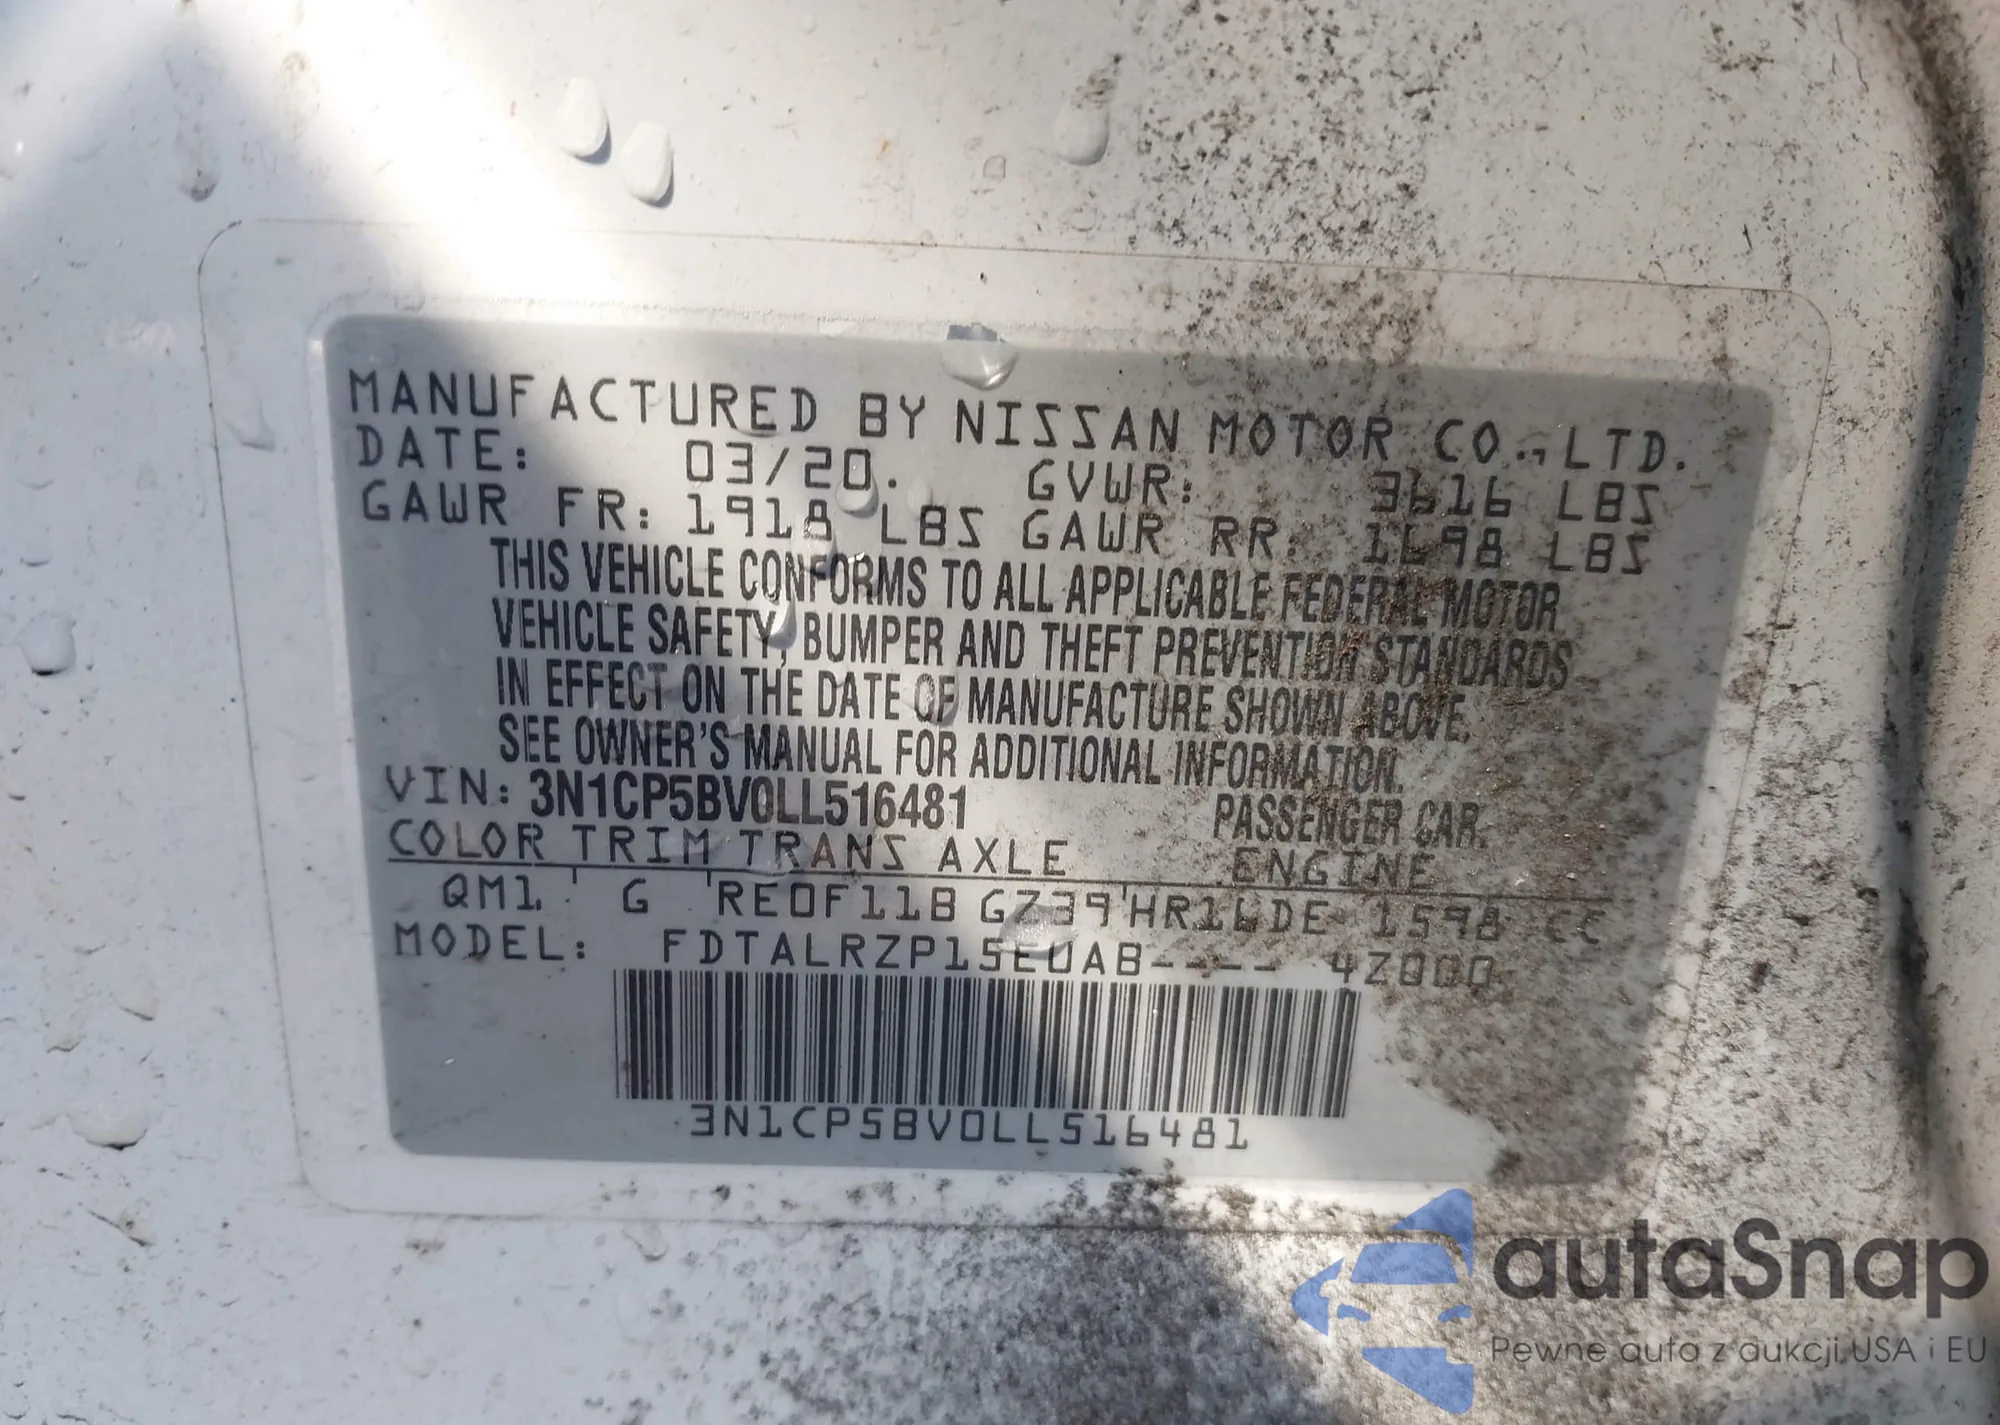 MANUFACTURED BY NISSAN MOTOR CO., LTD.
DATE: 03/20. GVWR: 3616 LBS
GAWR FR: 1918 LBS GAWR RR: 1698 LBS
THIS VEHICLE CONFORMS TO ALL APPLICABLE FEDERAL MOTOR
VEHICLE SAFETY, BUMPER AND THEFT PREVENTION STANDARDS
IN EFFECT ON THE DATE OF MANUFACTURE SHOWN ABOVE.
SEE OWNER'S MANUAL FOR ADDITIONAL INFORMATION.
VIN: 3N1CP5BV0LL516481 PASSENGER CAR.
COLOR TRIM TRANS AXLE ENGINE
QM1 G RE0F11B GZ39 HR16DE 1598 CC
MODEL: FDTALRZP15EUAB---- 4Z000
3N1CP5BV0LL516481
autaSnap
Pewne auta z aukcji USA i EU